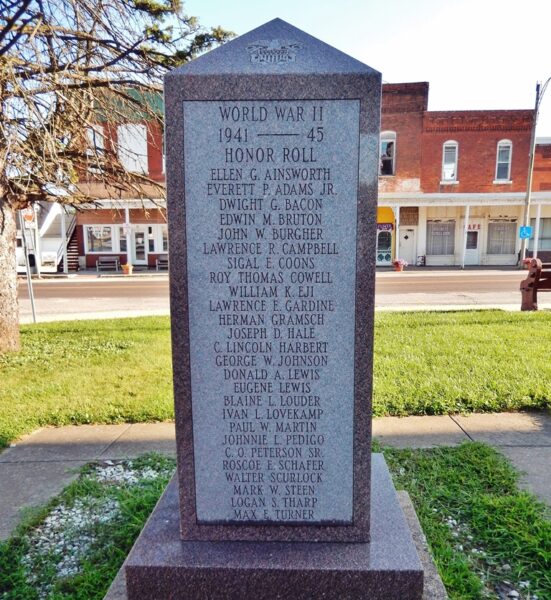 WORLD WAR II
1941 — 45
HONOR ROLL
ELLEN G. AINSWORTH
EVERETT P. ADAMS JR.
DWIGHT G. BACON
EDWIN M. BRUTON
JOHN W. BURGHER
LAWRENCE R. CAMPBELL
SIGAL E. COONS
ROY THOMAS COWELL
WILLIAM K. EJI
LAWRENCE E. GARDINE
HERMAN GRAMSCH
JOSEPH D. HALE
C. LINCOLN HARBERT
GEORGE W. JOHNSON
DONALD A. LEWIS
EUGENE LEWIS
BLAINE L. LOUDER
IVAN L. LOVEKAMP
PAUL W. MARTIN
JOHNNIE L. PEDIGO
C. O. PETERSON SR.
ROSCOE E. SCHAFER
WALTER SCURLOCK
MARK W. STEEN
LOGAN S. THARP
MAX E. TURNER
CAFE